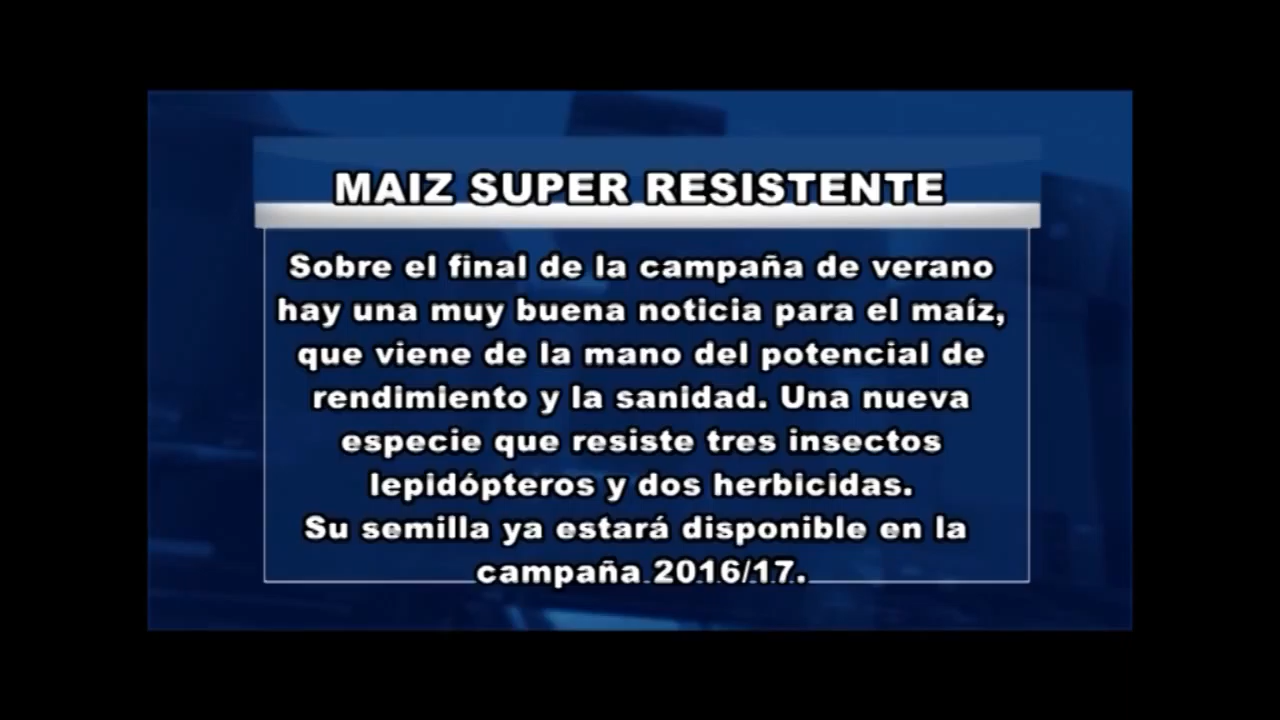 MAIZ SUPER RESISTENTE
Sobre el final de la campaña de verano
hay una muy buena noticia para el maíz,
que viene de la mano del potencial de
rendimiento y la sanidad. Una nueva
especie que resiste tres insectos
lepidópteros y dos herbicidas.
Su semilla ya estará disponible en la
campaña 2016/17.